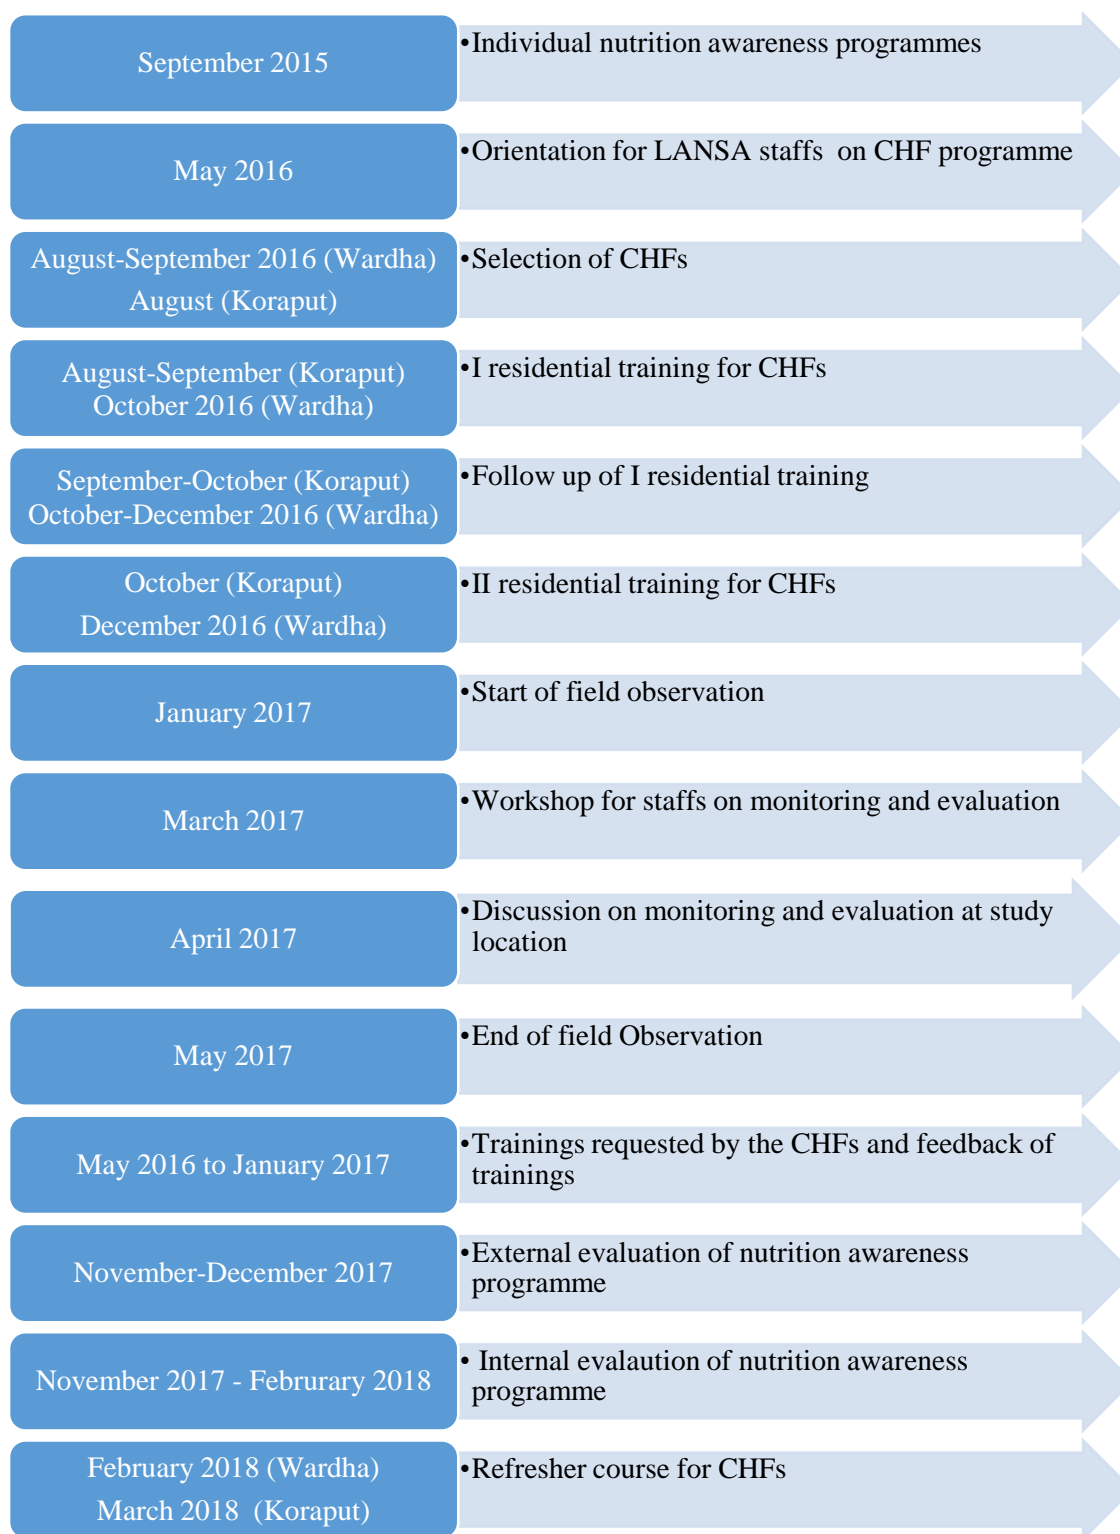 September 2015
•Individual nutrition awareness programmes
May 2016
•Orientation for LANSA staffs on CHF programme
August-September 2016 (Wardha)
August (Koraput)
•Selection of CHFs
August-September (Koraput)
October 2016 (Wardha)
•I residential training for CHFs
September-October (Koraput)
October-December 2016 (Wardha)
•Follow up of I residential training
October (Koraput)
December 2016 (Wardha)
•II residential training for CHFs
January 2017
•Start of field observation
March 2017
•Workshop for staffs on monitoring and evaluation
April 2017
•Discussion on monitoring and evaluation at study
location
May 2017
•End of field Observation
May 2016 to January 2017
•Trainings requested by the CHFs and feedback of
trainings
November-December 2017
•External evaluation of nutrition awareness
programme
November 2017 - Februrary 2018
• Internal evalaution of nutrition awareness
programme
February 2018 (Wardha)
March 2018 (Koraput)
•Refresher course for CHFs